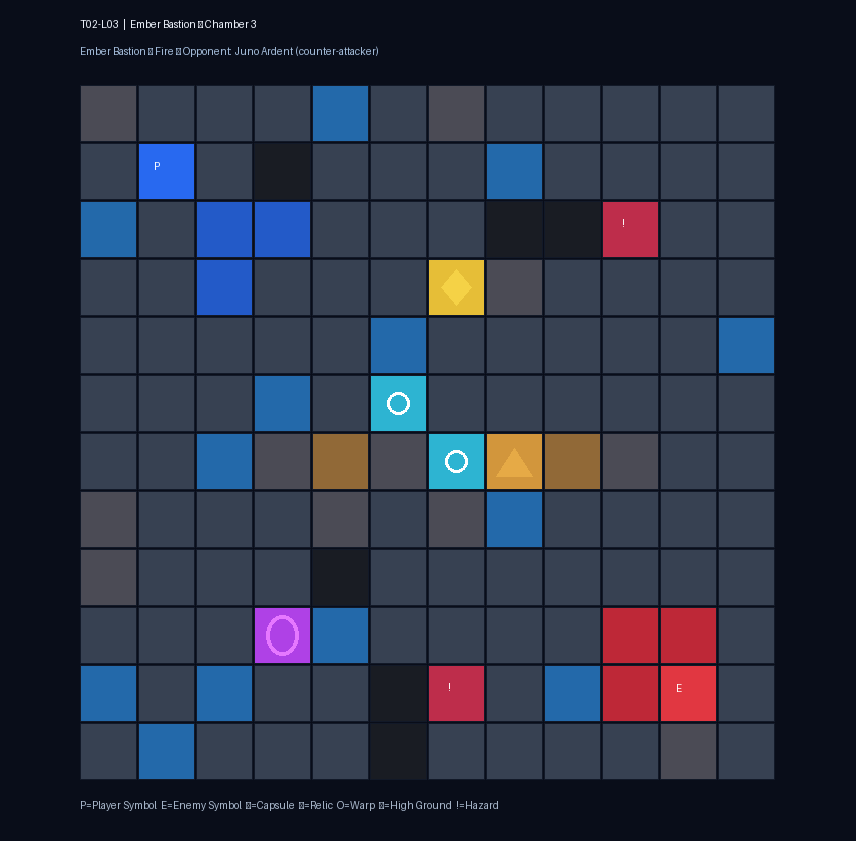 T02-L03 | Ember Bastion ▯ Chamber 3
Ember Bastion ▯ Fire ▯ Opponent: Juno Ardent (counter-attacker)
P
!
!
E
P=Player Symbol E=Enemy Symbol ▯=Capsule ▯=Relic O=Warp ▯=High Ground !=Hazard